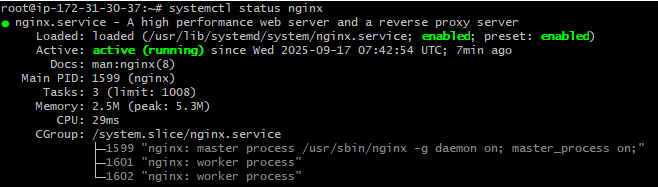 root@ip-172-31-30-37:~# systemctl status nginx
● nginx.service - A high performance web server and a reverse proxy server
     Loaded: loaded (/usr/lib/systemd/system/nginx.service; enabled; preset: enabled)
     Active: active (running) since Wed 2025-09-17 07:42:54 UTC; 7min ago
       Docs: man:nginx(8)
   Main PID: 1599 (nginx)
      Tasks: 3 (limit: 1008)
     Memory: 2.5M (peak: 5.3M)
        CPU: 29ms
     CGroup: /system.slice/nginx.service
             ├─1599 "nginx: master process /usr/sbin/nginx -g daemon on; master_process on;"
             ├─1601 "nginx: worker process"
             └─1602 "nginx: worker process"